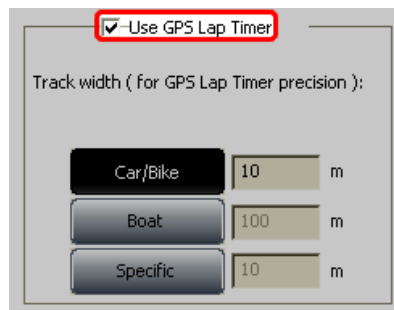 Use GPS Lap Timer
Track width ( for GPS Lap Timer precision ):
Car/Bike 10 m
Boat 100 m
Specific 10 m